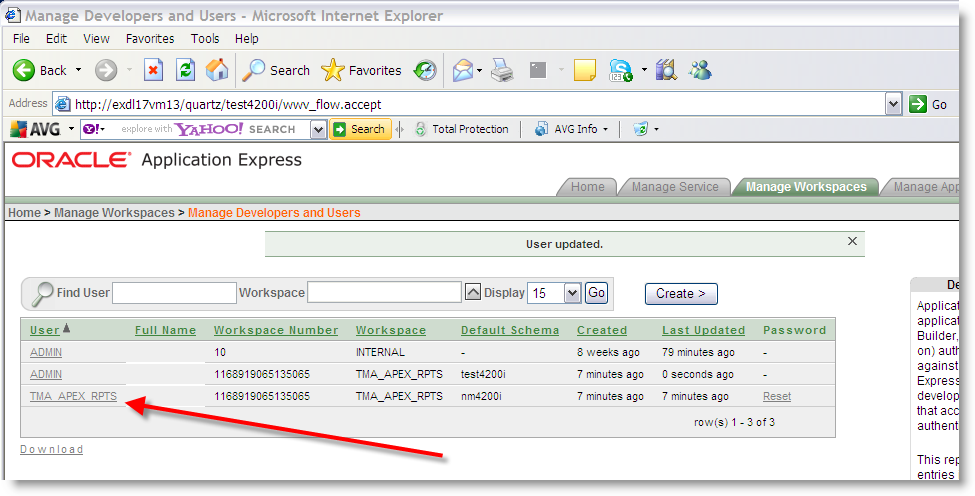 Manage Developers and Users - Microsoft Internet Explorer
File Edit View Favorites Tools Help
Back Search Favorites
Address http://exdl17vm13/quartz/test4200i/wwv_flow.accept Go
AVG Y! explore with YAHOO! SEARCH Search Total Protection AVG Info
ORACLE Application Express
Home Manage Service Manage Workspaces Manage App
Home > Manage Workspaces > Manage Developers and Users
User updated.
Find User Workspace Display 15 Go Create >
User Full Name Workspace Number Workspace Default Schema Created Last Updated Password
ADMIN 10 INTERNAL - 8 weeks ago 79 minutes ago -
ADMIN 1168919065135065 TMA_APEX_RPTS test4200i 7 minutes ago 0 seconds ago -
TMA_APEX_RPTS 1168919065135065 TMA_APEX_RPTS nm4200i 7 minutes ago 7 minutes ago Reset
row(s) 1 - 3 of 3
Download
De
Applicat
applicat
Builder,
on) auth
against
Express
develop
that acc
authent
This rep
entries